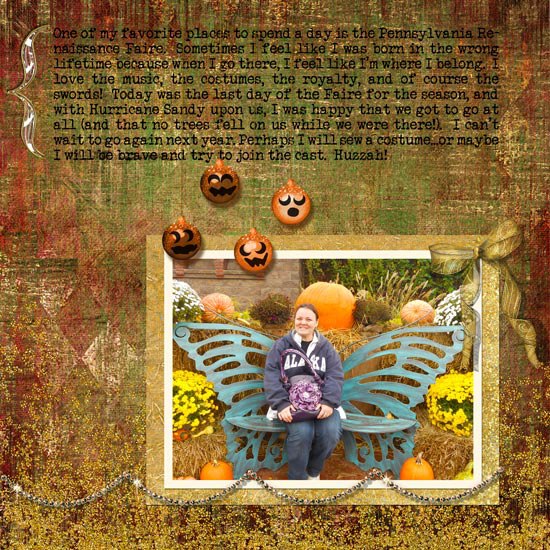 One of my favorite places to spend a day is the Pennsylvania Re-
naissance Faire. Sometimes I feel like I was born in the wrong
lifetime because when I go there, I feel like I'm where I belong. I
love the music, the costumes, the royalty, and of course the
swords! Today was the last day of the Faire for the season, and
with Hurricane Sandy upon us, I was happy that we got to go at
all (and that no trees fell on us while we were there!). I can't
wait to go again next year. Perhaps I will sew a costume...or maybe
I will be brave and try to join the cast. Huzzah!
ALASKA